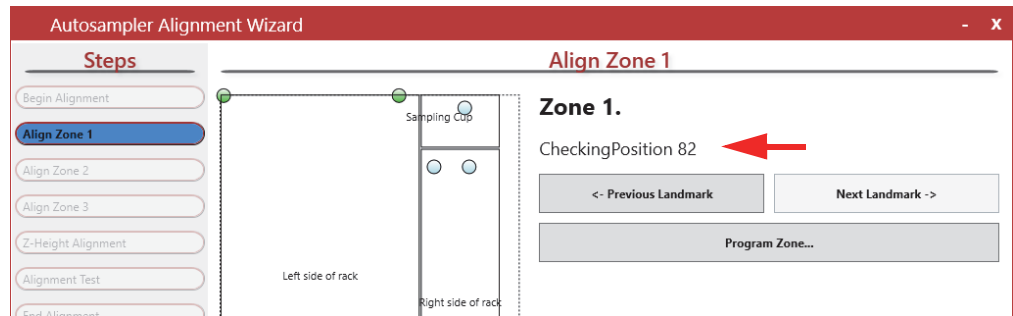 Autosampler Alignment Wizard
- X
Steps
Begin Alignment
Align Zone 1
Align Zone 2
Align Zone 3
Z-Height Alignment
Alignment Test
End Alignment
Align Zone 1
Sampling Cup
Left side of rack
Right side of rack
Zone 1.
CheckingPosition 82
<- Previous Landmark
Next Landmark ->
Program Zone...